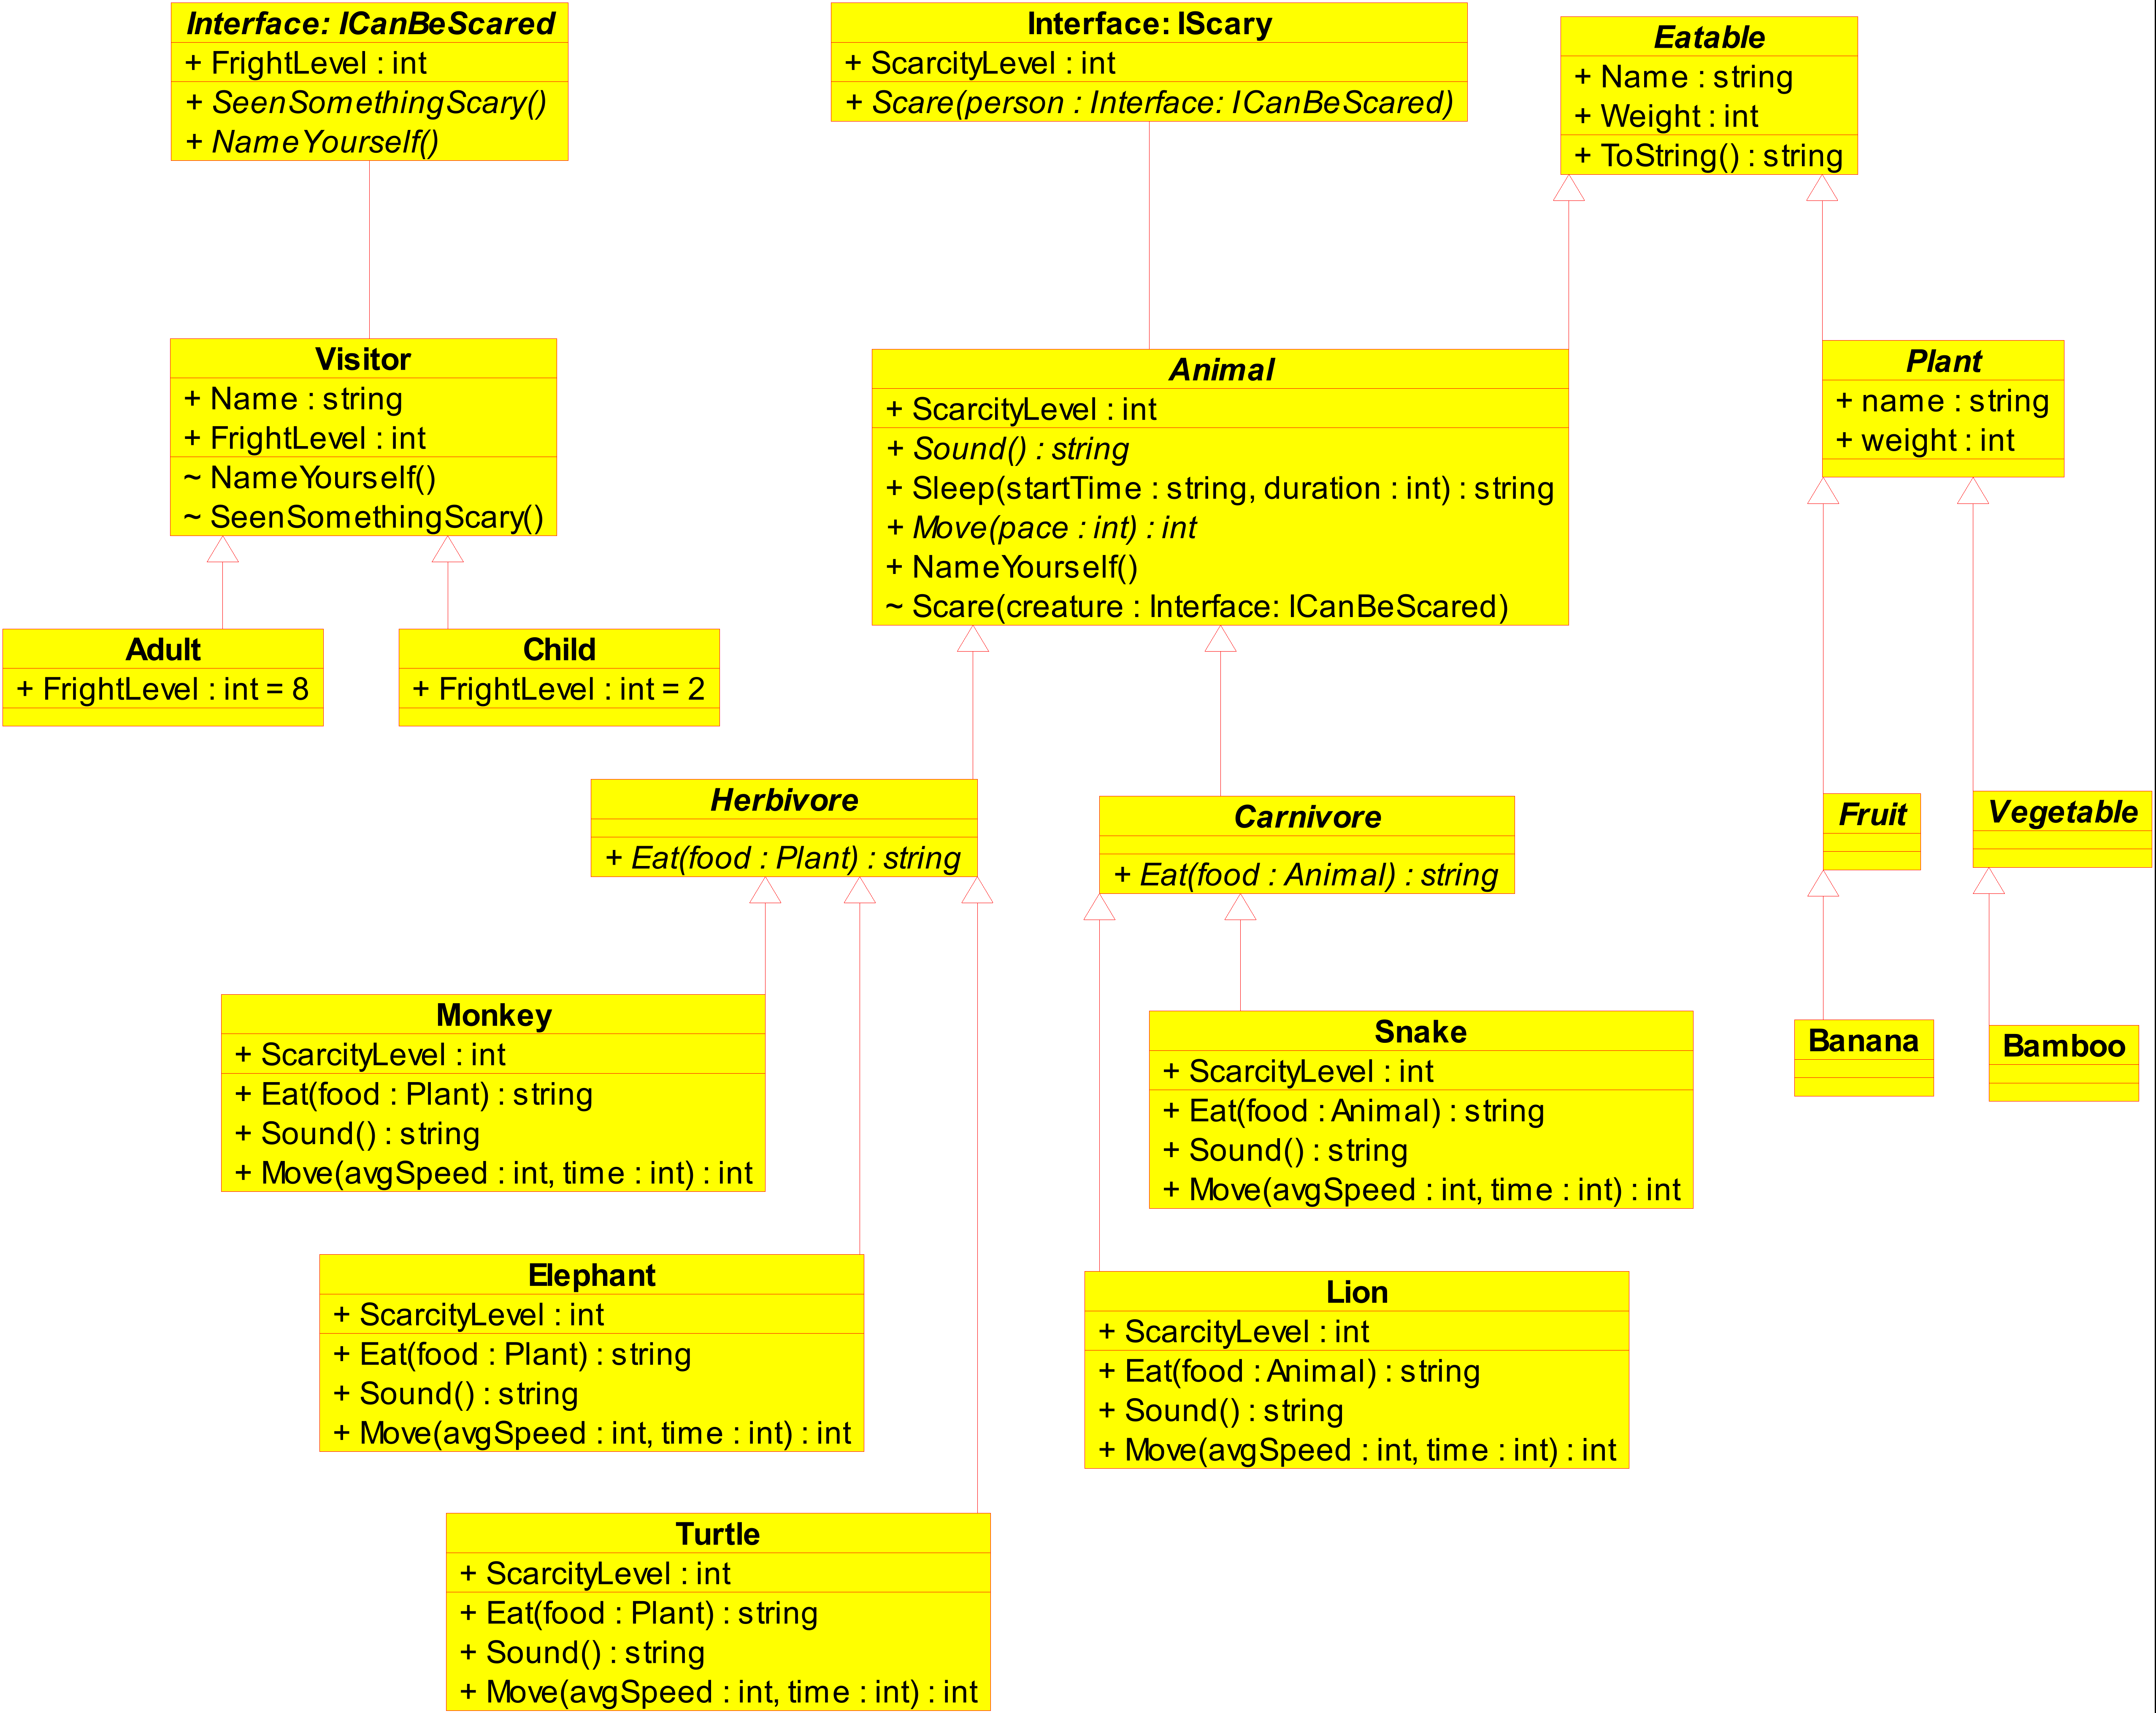 Interface: ICanBeScared
+ FrightLevel : int
+ SeenSomethingScary()
+ NameYourself()
Interface: IScary
+ ScarcityLevel : int
+ Scare(person : Interface: ICanBeScared)
Eatable
+ Name : string
+ Weight : int
+ ToString() : string
Visitor
+ Name : string
+ FrightLevel : int
~ NameYourself()
~ SeenSomethingScary()
Animal
+ ScarcityLevel : int
+ Sound() : string
+ Sleep(startTime : string, duration : int) : string
+ Move(pace : int) : int
+ NameYourself()
~ Scare(creature : Interface: ICanBeScared)
Plant
+ name : string
+ weight : int
Adult
+ FrightLevel : int = 8
Child
+ FrightLevel : int = 2
Herbivore
+ Eat(food : Plant) : string
Carnivore
+ Eat(food : Animal) : string
Fruit
Vegetable
Monkey
+ ScarcityLevel : int
+ Eat(food : Plant) : string
+ Sound() : string
+ Move(avgSpeed : int, time : int) : int
Snake
+ ScarcityLevel : int
+ Eat(food : Animal) : string
+ Sound() : string
+ Move(avgSpeed : int, time : int) : int
Banana
Bamboo
Elephant
+ ScarcityLevel : int
+ Eat(food : Plant) : string
+ Sound() : string
+ Move(avgSpeed : int, time : int) : int
Lion
+ ScarcityLevel : int
+ Eat(food : Animal) : string
+ Sound() : string
+ Move(avgSpeed : int, time : int) : int
Turtle
+ ScarcityLevel : int
+ Eat(food : Plant) : string
+ Sound() : string
+ Move(avgSpeed : int, time : int) : int